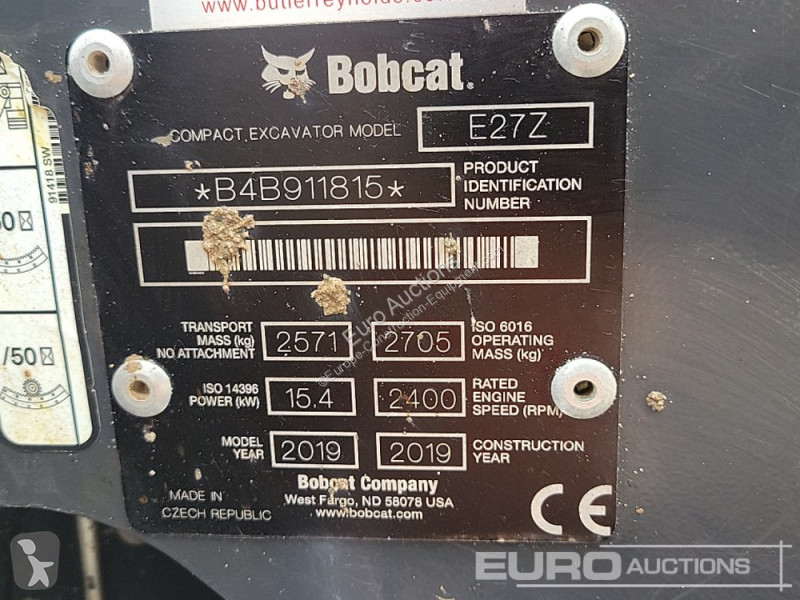 Bobcat.
COMPACT EXCAVATOR MODEL E27Z
*B4B911815*
PRODUCT
IDENTIFICATION
NUMBER
TRANSPORT
MASS (kg)
NO ATTACHMENT
2571
2705
ISO 6016
OPERATING
MASS (kg)
ISO 14396
POWER (kW)
15.4
2400
RATED
ENGINE
SPEED (RPM)
MODEL
YEAR
2019
2019
CONSTRUCTION
YEAR
Bobcat Company
West Fargo, ND 58078 USA
www.bobcat.com
MADE IN
CZECH REPUBLIC
CE
91418 SW
/50
Euro Auctions
EURO AUCTIONS